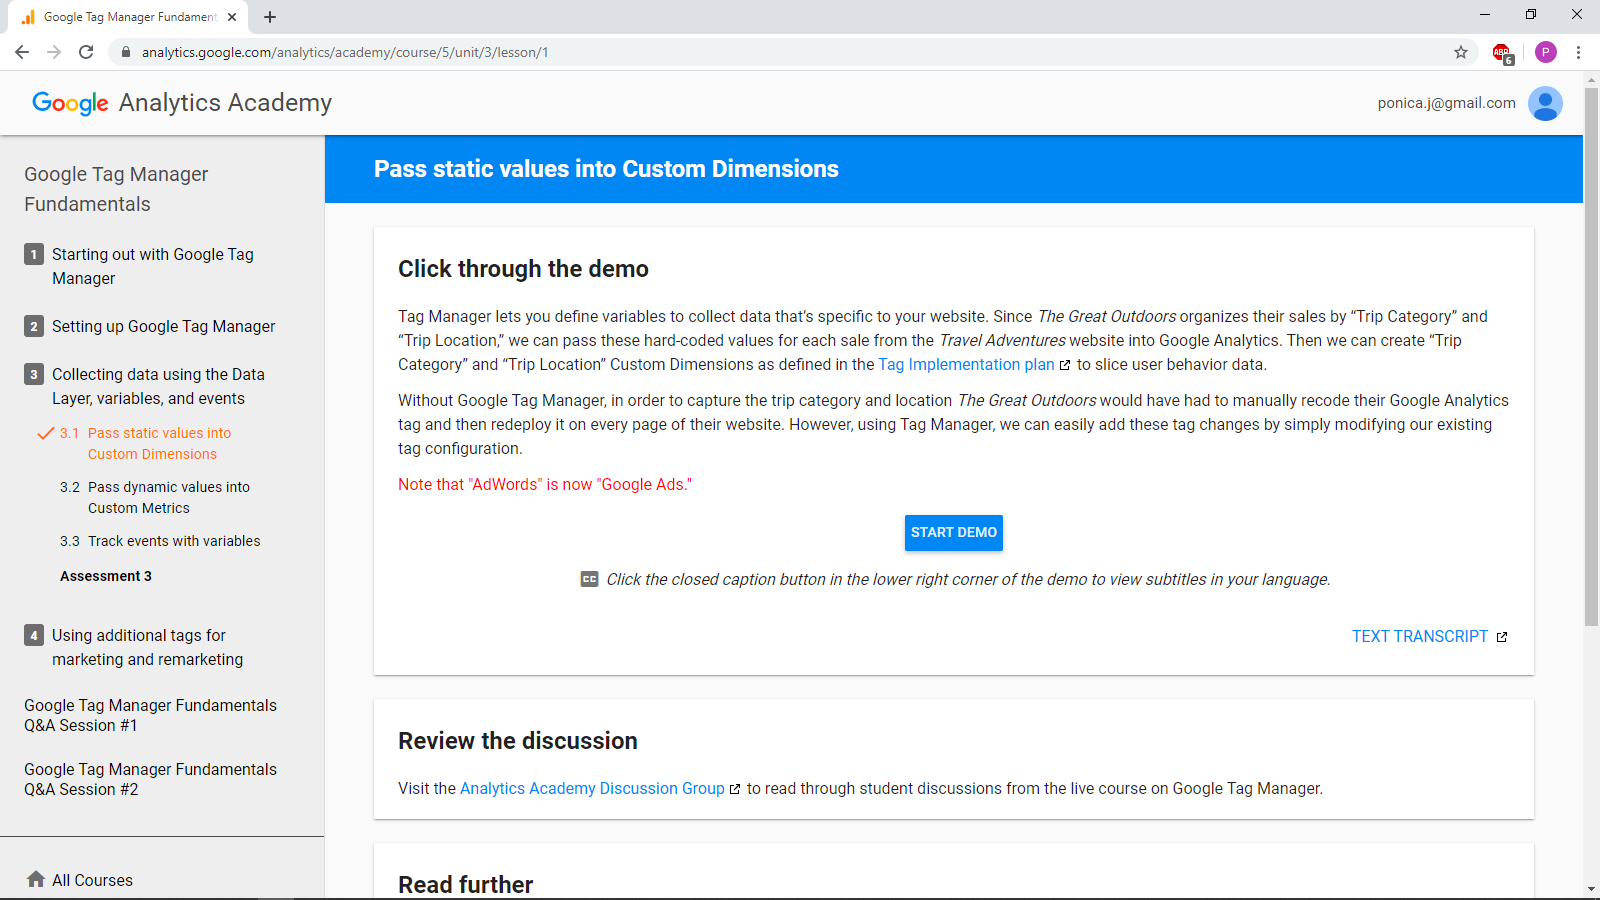 Google Tag Manager Fundament
analytics.google.com/analytics/academy/course/5/unit/3/lesson/1
ABP
6
P
Google Analytics Academy
ponica.j@gmail.com
Google Tag Manager
Fundamentals
1 Starting out with Google Tag
Manager
2 Setting up Google Tag Manager
3 Collecting data using the Data
Layer, variables, and events
3.1 Pass static values into
Custom Dimensions
3.2 Pass dynamic values into
Custom Metrics
3.3 Track events with variables
Assessment 3
4 Using additional tags for
marketing and remarketing
Google Tag Manager Fundamentals
Q&A Session #1
Google Tag Manager Fundamentals
Q&A Session #2
All Courses
Pass static values into Custom Dimensions
Click through the demo
Tag Manager lets you define variables to collect data that’s specific to your website. Since The Great Outdoors organizes their sales by “Trip Category” and
“Trip Location,” we can pass these hard-coded values for each sale from the Travel Adventures website into Google Analytics. Then we can create “Trip
Category” and “Trip Location” Custom Dimensions as defined in the Tag Implementation plan to slice user behavior data.
Without Google Tag Manager, in order to capture the trip category and location The Great Outdoors would have had to manually recode their Google Analytics
tag and then redeploy it on every page of their website. However, using Tag Manager, we can easily add these tag changes by simply modifying our existing
tag configuration.
Note that "AdWords" is now "Google Ads."
START DEMO
CC Click the closed caption button in the lower right corner of the demo to view subtitles in your language.
TEXT TRANSCRIPT
Review the discussion
Visit the Analytics Academy Discussion Group to read through student discussions from the live course on Google Tag Manager.
Read further